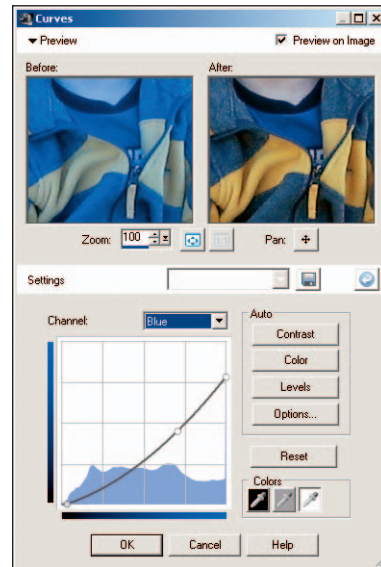 Curves
Preview
Preview on Image
Before:
After:
Zoom: 100
Pan:
Settings
Channel: Blue
Auto
Contrast
Color
Levels
Options...
Reset
Colors
OK
Cancel
Help